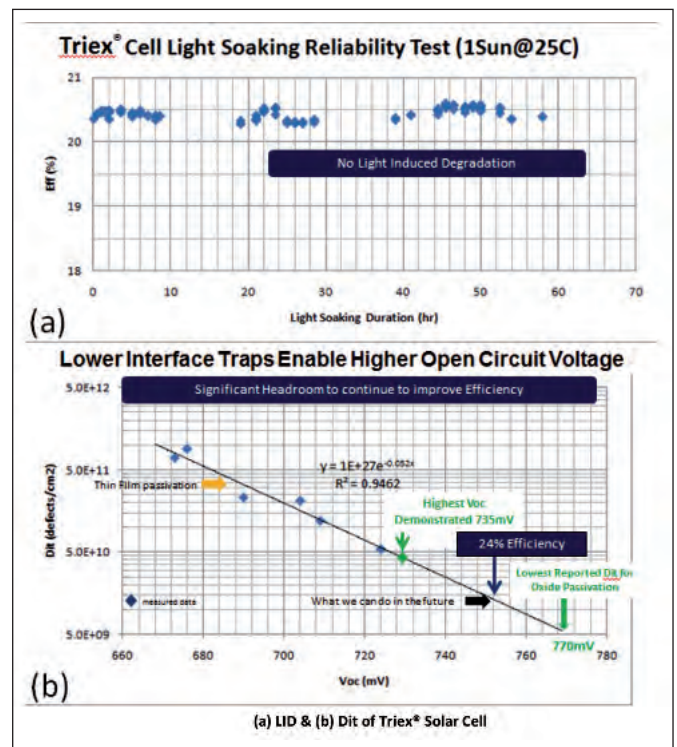 Triex® Cell Light Soaking Reliability Test (1Sun@25C)
21
20
19
18
Eff (%)
No Light Induced Degradation
0 10 20 30 40 50 60 70
Light Soaking Duration (hr)
(a)
Lower Interface Traps Enable Higher Open Circuit Voltage
Significant Headroom to continue to improve Efficiency
5.0E+12
5.0E+11
5.0E+10
5.0E+09
Dit (defects/cm2)
y = 1E+27e-0.052x
R² = 0.9462
Thin Film passivation
Highest Voc
Demonstrated 735mV
24% Efficiency
Lowest Reported Dit for
Oxide Passivation
measured data
What we can do in the future
770mV
660 680 700 720 740 760 780
Voc (mV)
(b)
(a) LID & (b) Dit of Triex® Solar Cell